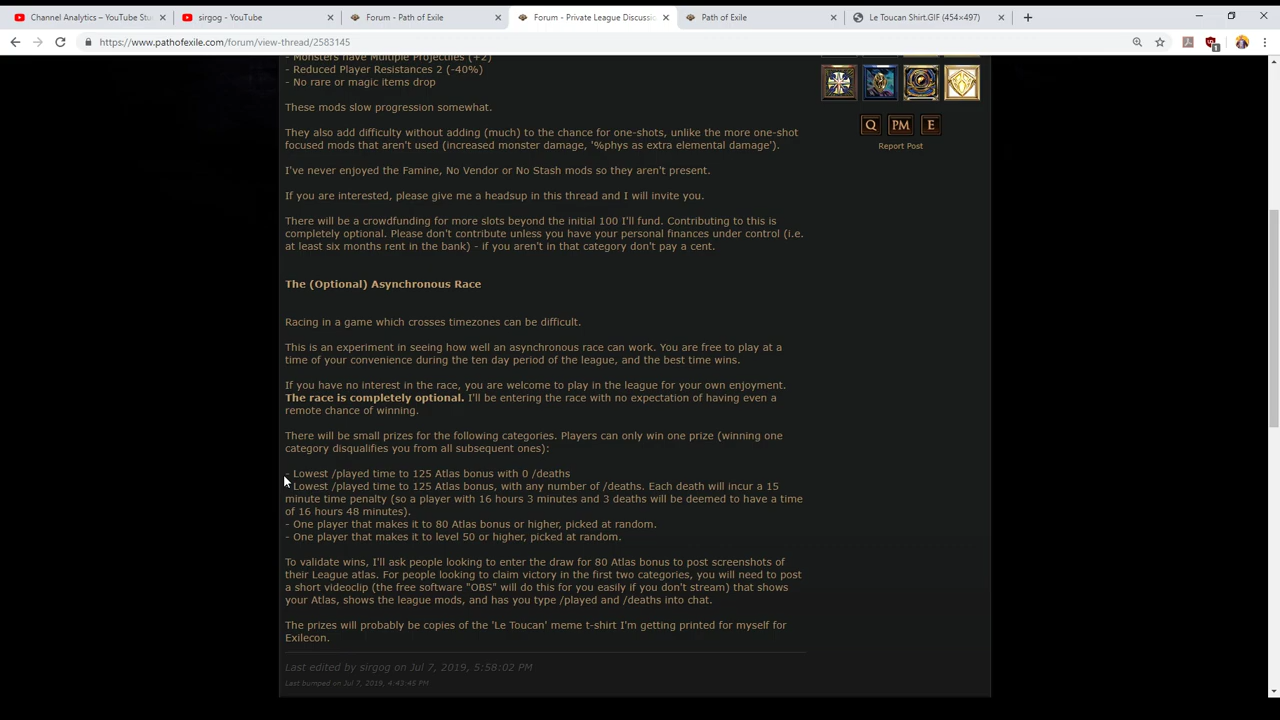 Channel Analytics – YouTube Stu
sirgog - YouTube
Forum - Path of Exile
Forum - Private League Discussio
Path of Exile
Le Toucan Shirt.GIF (454×497)
https://www.pathofexile.com/forum/view-thread/2583145
- Monsters have Multiple Projectiles (+2)
- Reduced Player Resistances 2 (-40%)
- No rare or magic items drop
These mods slow progression somewhat.
They also add difficulty without adding (much) to the chance for one-shots, unlike the more one-shot
focused mods that aren't used (increased monster damage, '%phys as extra elemental damage').
I've never enjoyed the Famine, No Vendor or No Stash mods so they aren't present.
If you are interested, please give me a headsup in this thread and I will invite you.
There will be a crowdfunding for more slots beyond the initial 100 I'll fund. Contributing to this is
completely optional. Please don't contribute unless you have your personal finances under control (i.e.
at least six months rent in the bank) - if you aren't in that category don't pay a cent.
The (Optional) Asynchronous Race
Racing in a game which crosses timezones can be difficult.
This is an experiment in seeing how well an asynchronous race can work. You are free to play at a
time of your convenience during the ten day period of the league, and the best time wins.
If you have no interest in the race, you are welcome to play in the league for your own enjoyment.
The race is completely optional. I'll be entering the race with no expectation of having even a
remote chance of winning.
There will be small prizes for the following categories. Players can only win one prize (winning one
category disqualifies you from all subsequent ones):
- Lowest /played time to 125 Atlas bonus with 0 /deaths
- Lowest /played time to 125 Atlas bonus, with any number of /deaths. Each death will incur a 15
minute time penalty (so a player with 16 hours 3 minutes and 3 deaths will be deemed to have a time
of 16 hours 48 minutes).
- One player that makes it to 80 Atlas bonus or higher, picked at random.
- One player that makes it to level 50 or higher, picked at random.
To validate wins, I'll ask people looking to enter the draw for 80 Atlas bonus to post screenshots of
their League atlas. For people looking to claim victory in the first two categories, you will need to post
a short videoclip (the free software "OBS" will do this for you easily if you don't stream) that shows
your Atlas, shows the league mods, and has you type /played and /deaths into chat.
The prizes will probably be copies of the 'Le Toucan' meme t-shirt I'm getting printed for myself for
Exilecon.
Last edited by sirgog on Jul 7, 2019, 5:58:02 PM
Last bumped on Jul 7, 2019, 4:43:45 PM
Q PM E
Report Post
1